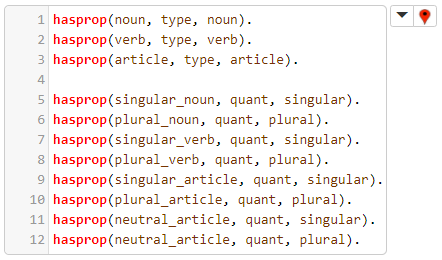 1 hasprop(noun, type, noun).
2 hasprop(verb, type, verb).
3 hasprop(article, type, article).
4
5 hasprop(singular_noun, quant, singular).
6 hasprop(plural_noun, quant, plural).
7 hasprop(singular_verb, quant, singular).
8 hasprop(plural_verb, quant, plural).
9 hasprop(singular_article, quant, singular).
10 hasprop(plural_article, quant, plural).
11 hasprop(neutral_article, quant, singular).
12 hasprop(neutral_article, quant, plural).